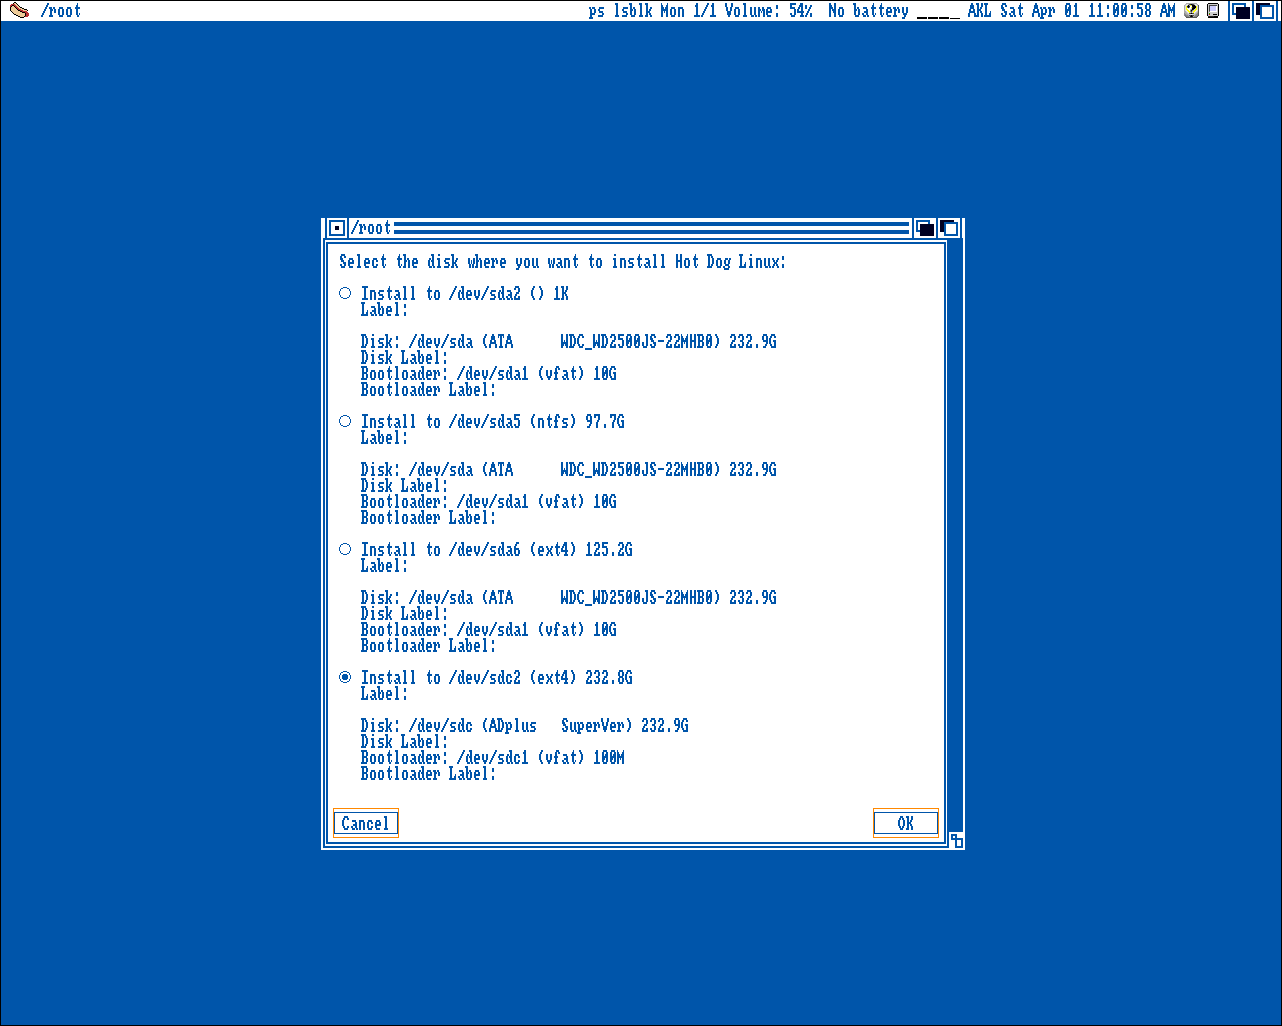 /root ps lsblk Mon 1/1 Volume: 54% No battery ____ AKL Sat Apr 01 11:00:58 AM ?
/root
Select the disk where you want to install Hot Dog Linux:
Install to /dev/sda2 () 1K
Label:
Disk: /dev/sda (ATA      WDC_WD2500JS-22MHB0) 232.9G
Disk Label:
Bootloader: /dev/sda1 (vfat) 10G
Bootloader Label:
Install to /dev/sda5 (ntfs) 97.7G
Label:
Disk: /dev/sda (ATA      WDC_WD2500JS-22MHB0) 232.9G
Disk Label:
Bootloader: /dev/sda1 (vfat) 10G
Bootloader Label:
Install to /dev/sda6 (ext4) 125.2G
Label:
Disk: /dev/sda (ATA      WDC_WD2500JS-22MHB0) 232.9G
Disk Label:
Bootloader: /dev/sda1 (vfat) 10G
Bootloader Label:
Install to /dev/sdc2 (ext4) 232.8G
Label:
Disk: /dev/sdc (ADplus   SuperVer) 232.9G
Disk Label:
Bootloader: /dev/sdc1 (vfat) 100M
Bootloader Label:
Cancel OK